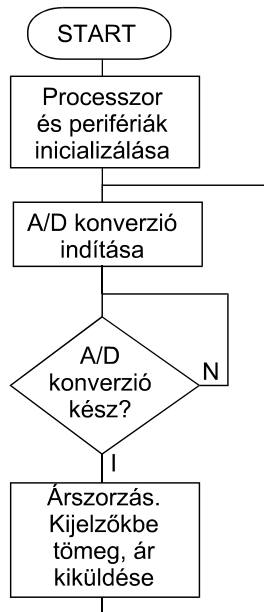 START
Processzor
és perifériák
inicializálása
A/D konverzió
indítása
A/D
konverzió
kész?
N
I
Árszorzás.
Kijelzőkbe
tömeg, ár
kiküldése